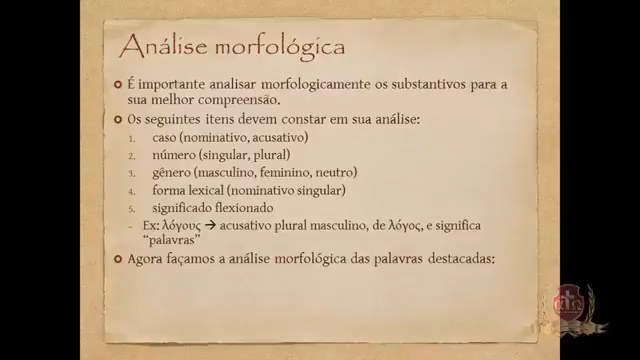 Análise morfológica
É importante analisar morfologicamente os substantivos para a
sua melhor compreensão.
Os seguintes itens devem constar em sua análise:
1. caso (nominativo, acusativo)
2. número (singular, plural)
3. gênero (masculino, feminino, neutro)
4. forma lexical (nominativo singular)
5. significado flexionado
– Ex: λόγους → acusativo plural masculino, de λόγος, e significa
“palavras”
Agora façamos a análise morfológica das palavras destacadas: